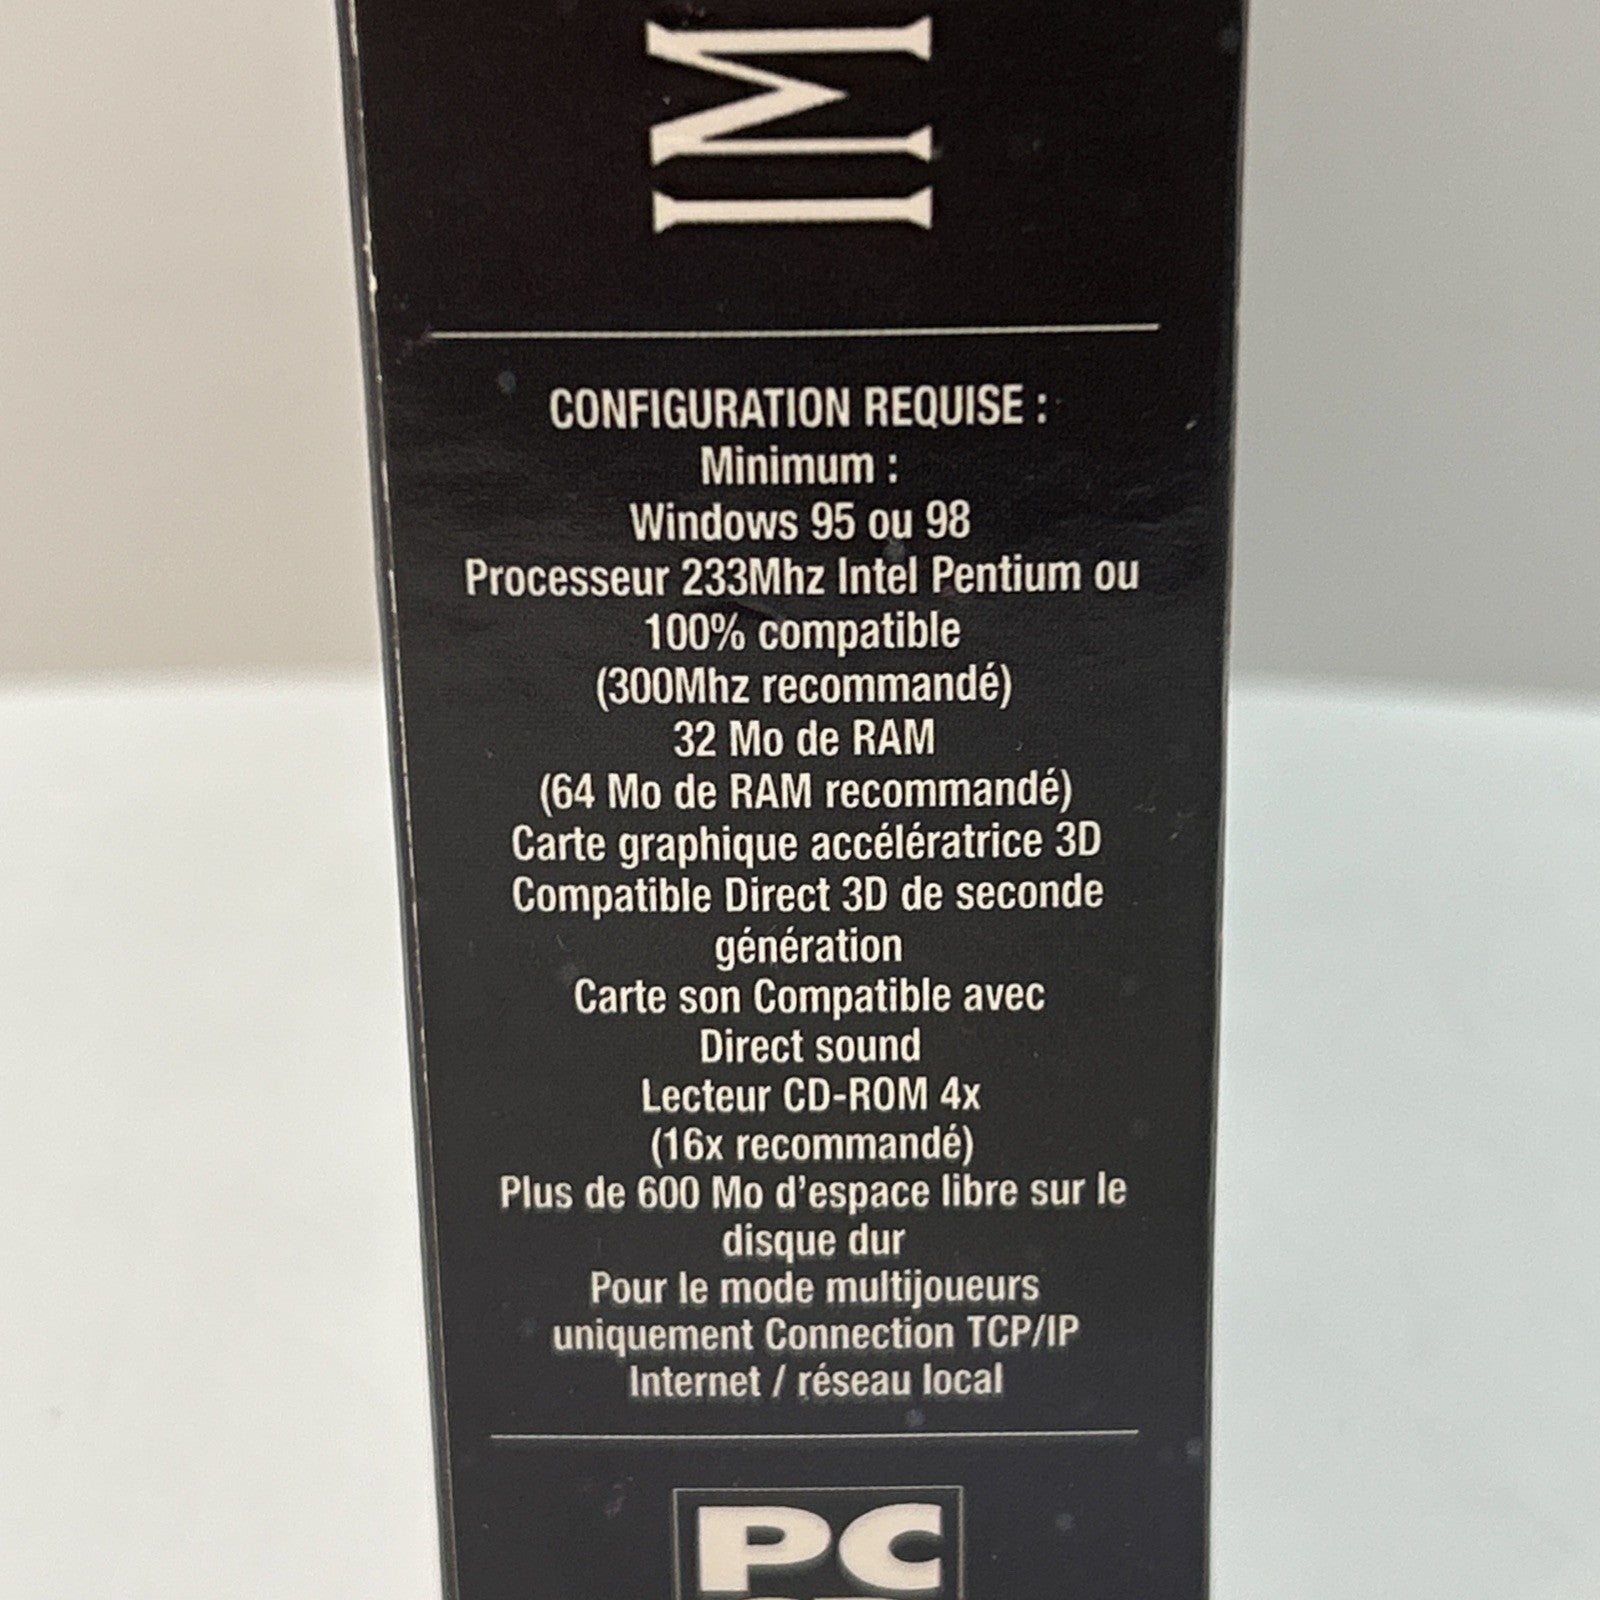 IM
CONFIGURATION REQUISE :
Minimum :
Windows 95 ou 98
Processeur 233Mhz Intel Pentium ou
100% compatible
(300Mhz recommandé)
32 Mo de RAM
(64 Mo de RAM recommandé)
Carte graphique accélératrice 3D
Compatible Direct 3D de seconde
génération
Carte son Compatible avec
Direct sound
Lecteur CD-ROM 4x
(16x recommandé)
Plus de 600 Mo d'espace libre sur le
disque dur
Pour le mode multijoueurs
uniquement Connection TCP/IP
Internet / réseau local
PC